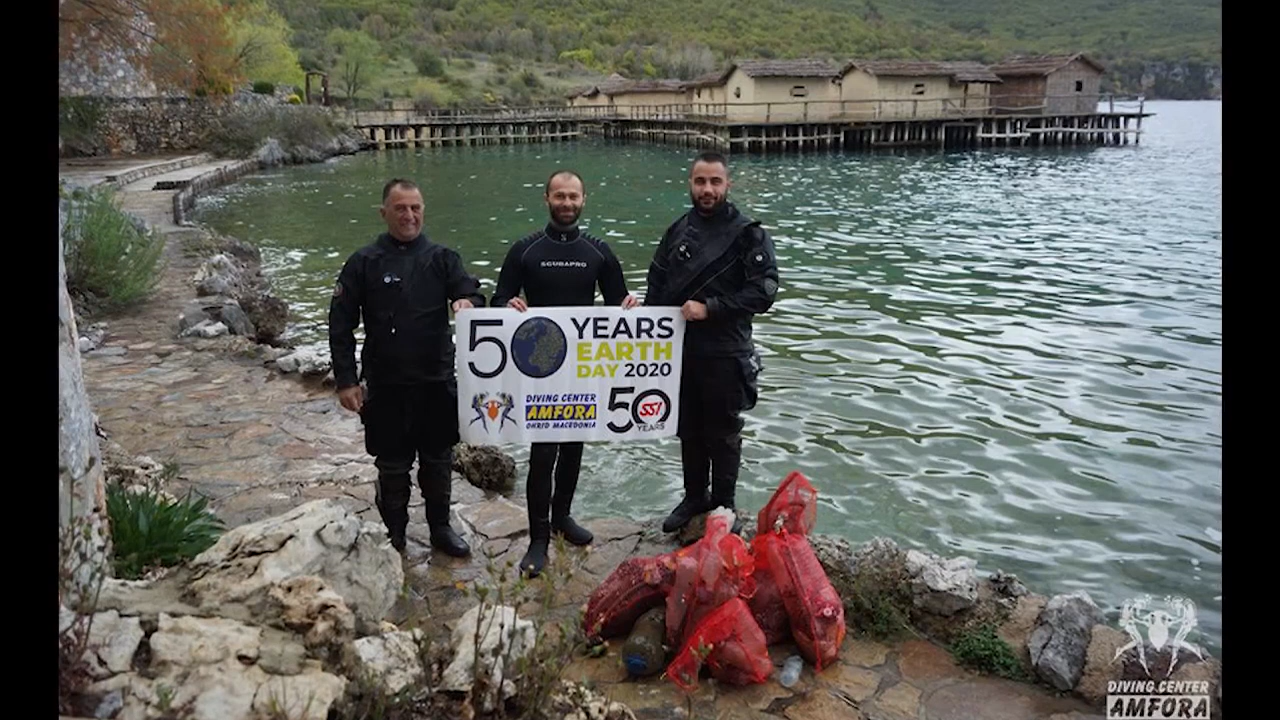 SCUBAPRO
50 YEARS
EARTH
DAY 2020
DIVING CENTER
AMFORA
OHRID MACEDONIA
50
SSI
YEARS
DIVING CENTER
AMFORA